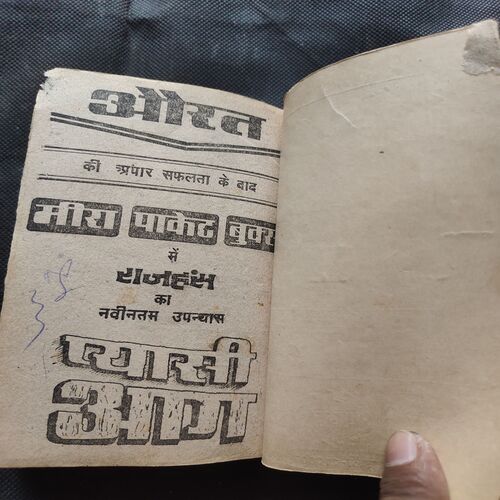 औरत
की अपार सफलता के बाद
मीरा पाकेट बुक्स
में
राजहंस
का
नवीनतम उपन्यास
प्यासी
आग